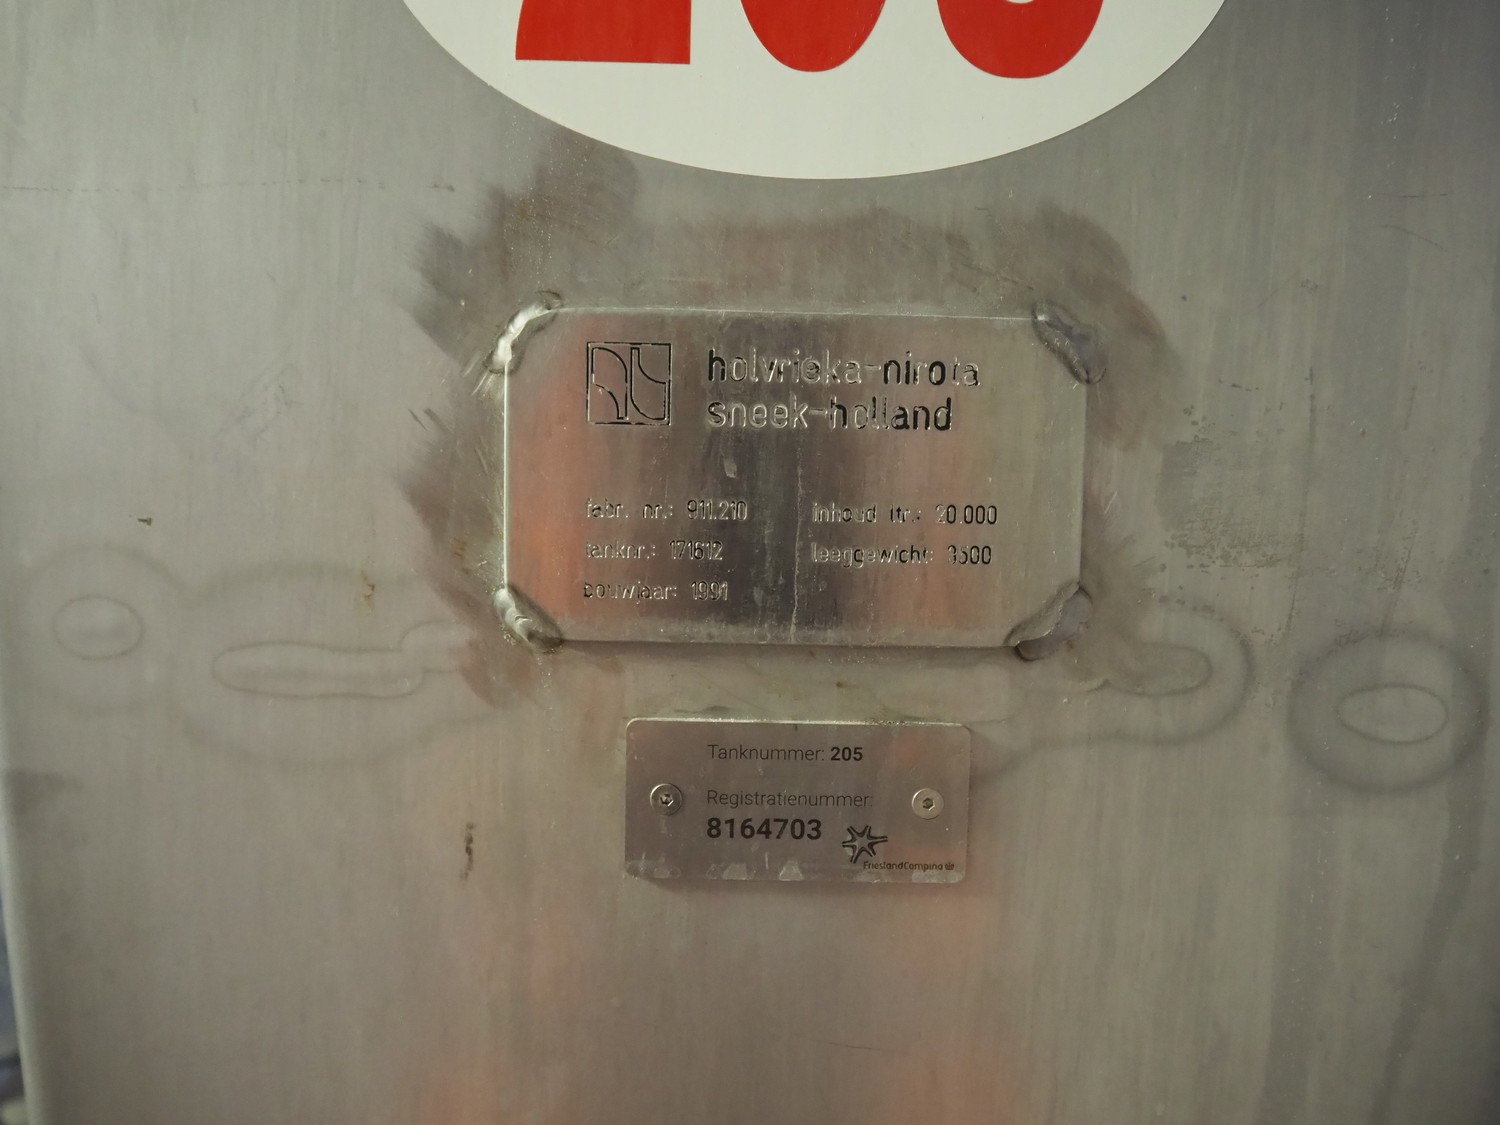 205
holvrieka-nirota
sneek-holland
fabr. nr.: 911.210
inhoud ltr.: 20.000
tanknr.: 171612
leeggewicht: 3500
bouwjaar: 1991
Tanknummer: 205
Registratienummer:
8164703
FrieslandCampina